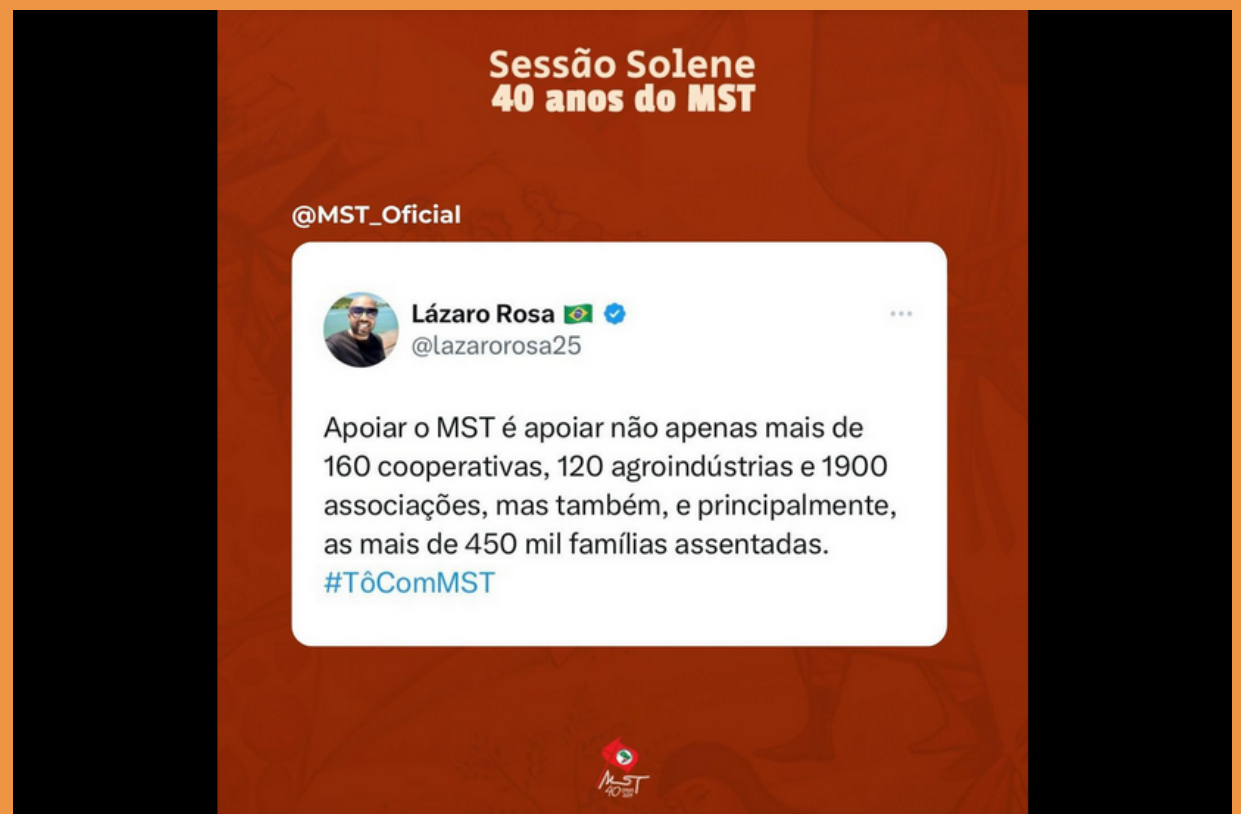 Sessão Solene
40 anos do MST
@MST_Oficial
Lázaro Rosa
@lazarorosa25
Apoiar o MST é apoiar não apenas mais de
160 cooperativas, 120 agroindústrias e 1900
associações, mas também, e principalmente,
as mais de 450 mil famílias assentadas.
#TôComMST
MST
40